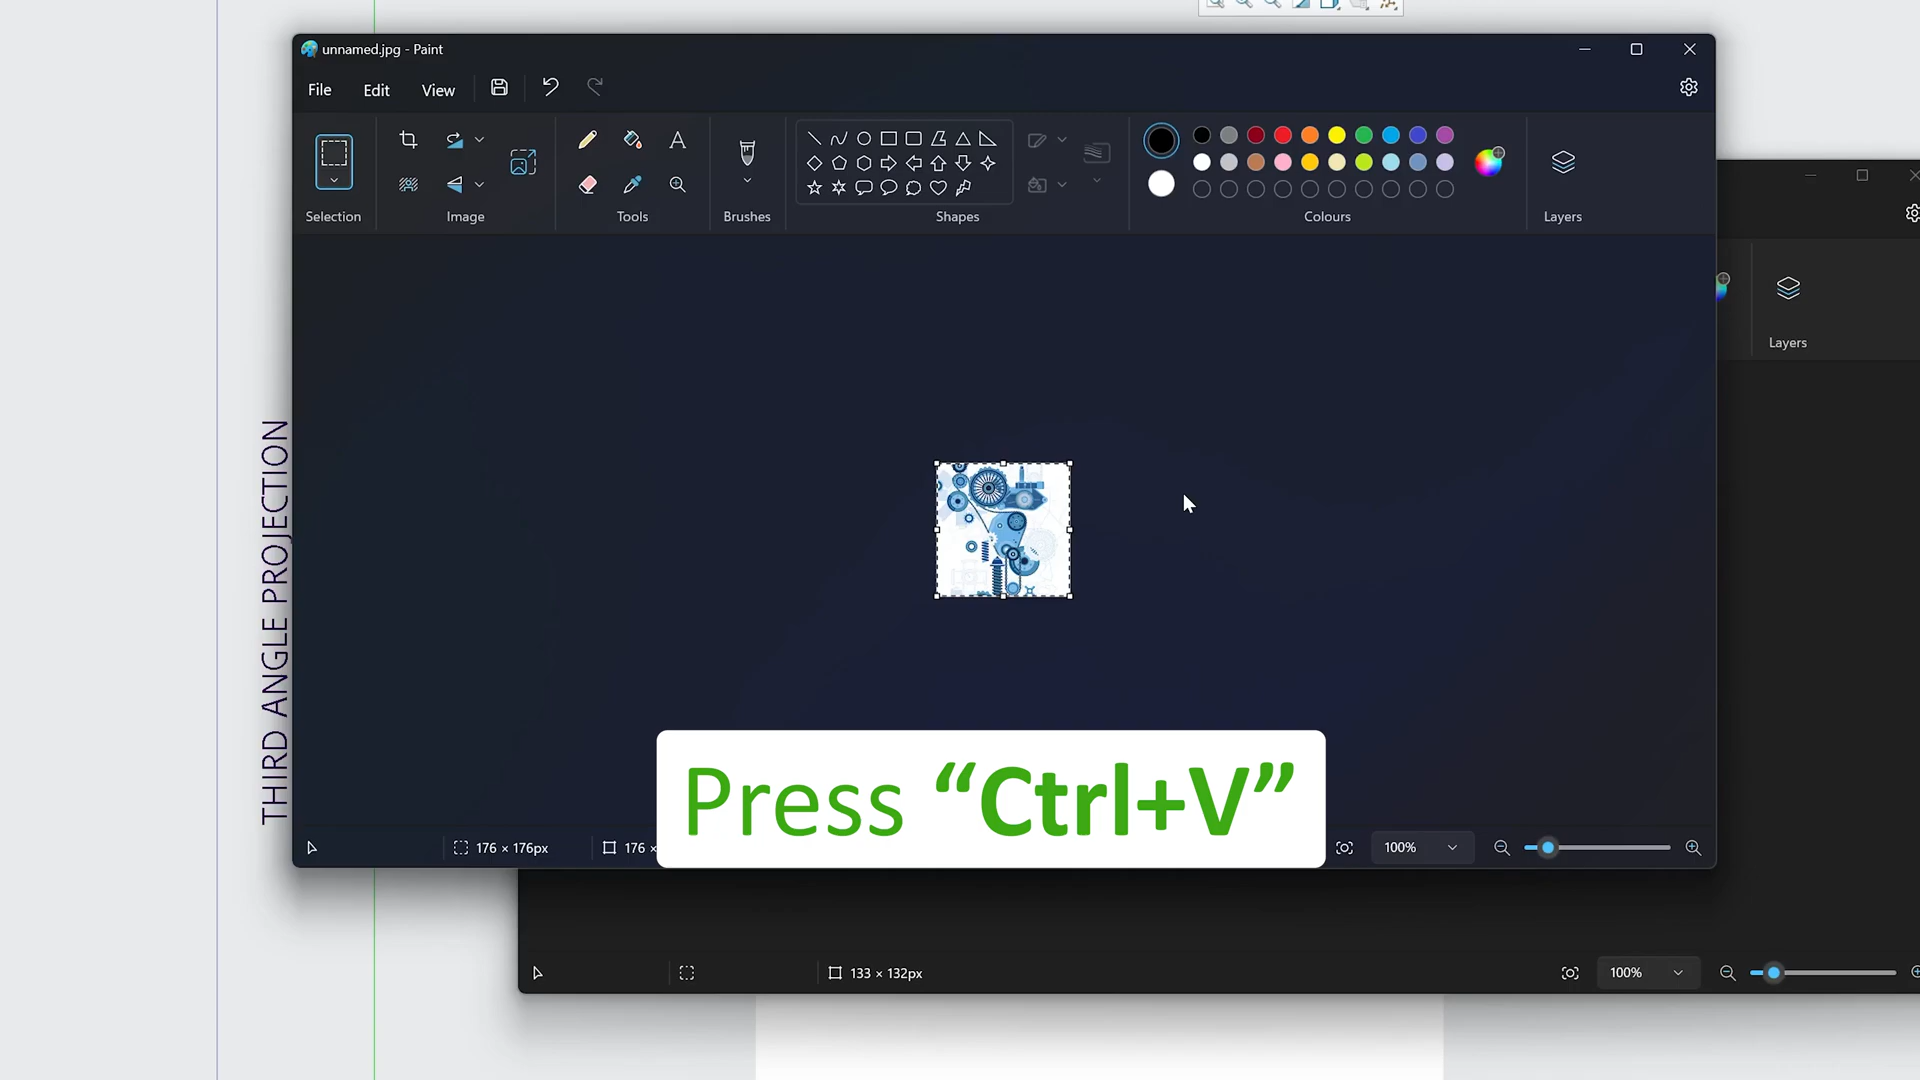 unnamed.jpg - Paint
File Edit View
Selection Image Tools Brushes Shapes Colours Layers
Layers
THIRD ANGLE PROJECTION
Press “Ctrl+V”
176 × 176px 176 × 100%
133 × 132px 100%